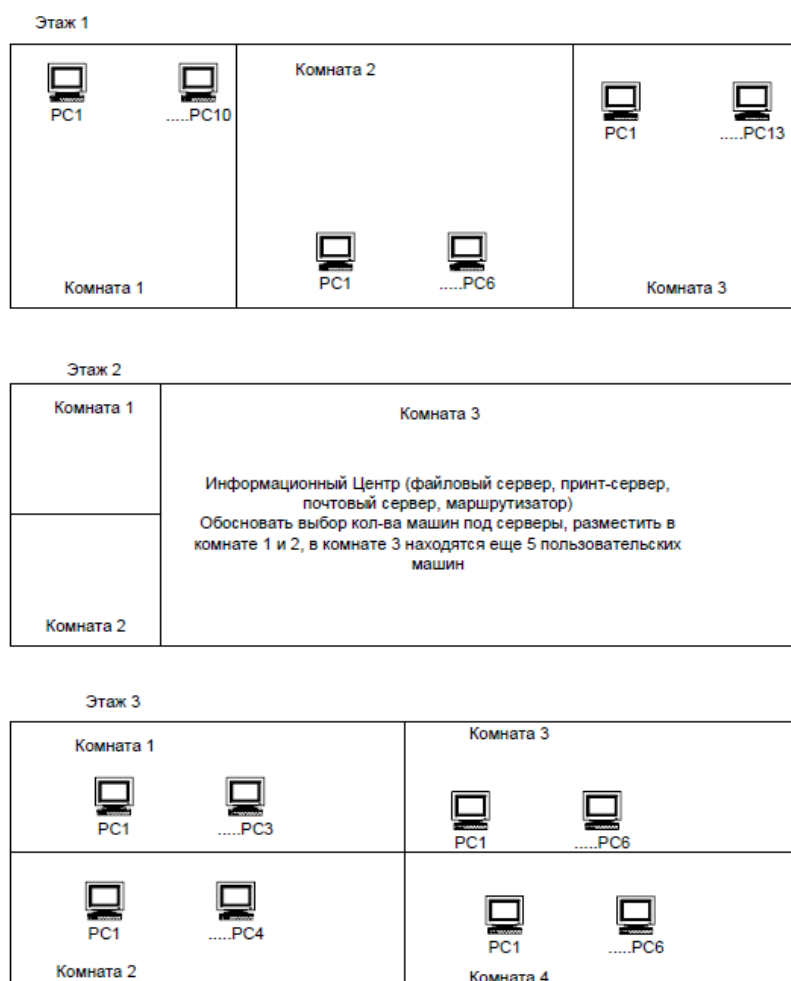 Этаж 1
Комната 2
PC1
.....PC10
PC1
.....PC13
PC1
.....PC6
Комната 1
Комната 3
Этаж 2
Комната 1
Комната 3
Информационный Центр (файловый сервер, принт-сервер,
почтовый сервер, маршрутизатор)
Обосновать выбор кол-ва машин под серверы, разместить в
комнате 1 и 2, в комнате 3 находятся еще 5 пользовательских
машин
Комната 2
Этаж 3
Комната 1
Комната 3
PC1
.....PC3
PC1
.....PC6
PC1
.....PC4
PC1
.....PC6
Комната 2
Комната 4